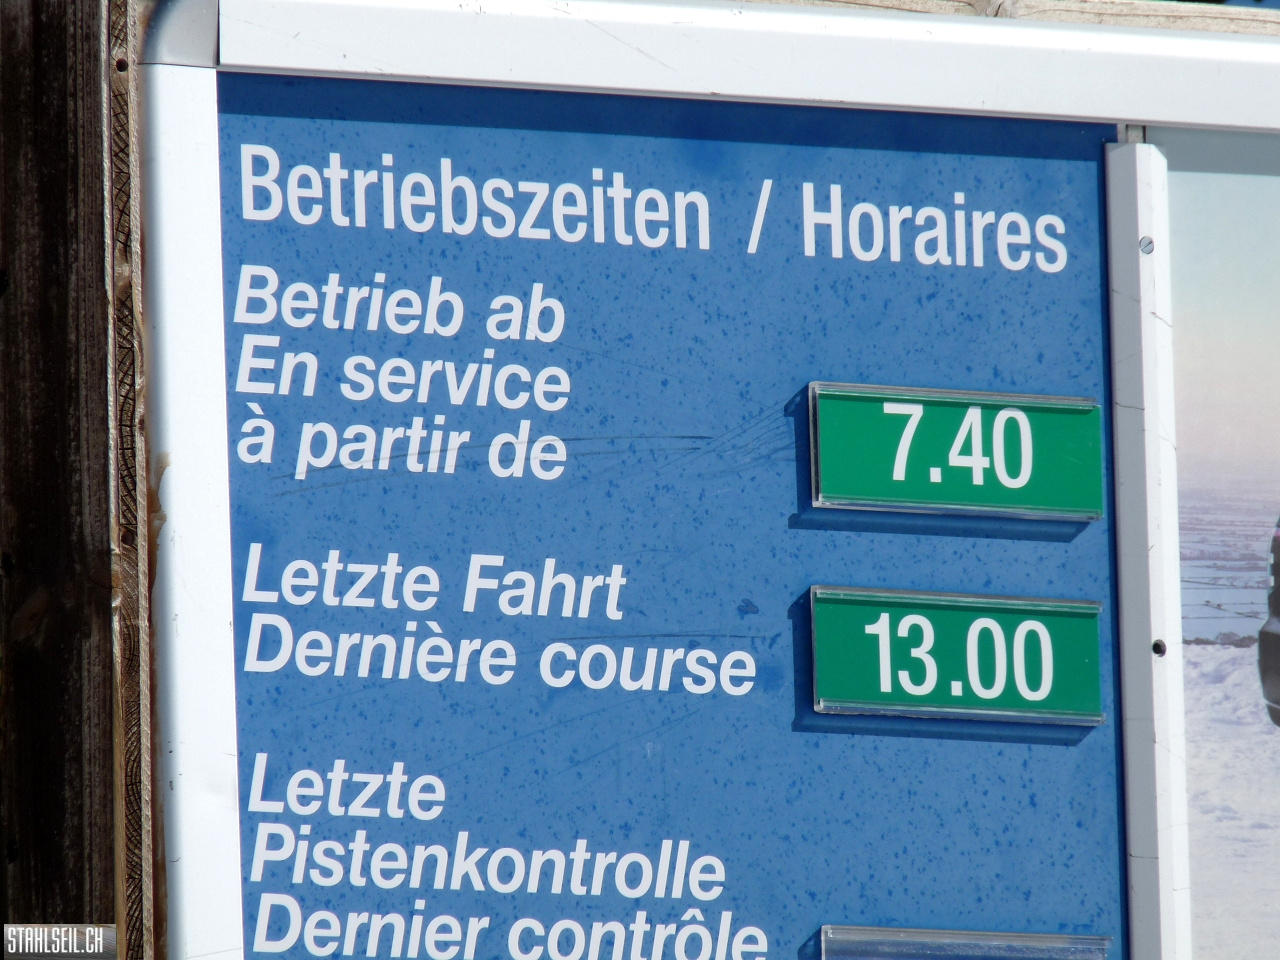 Betriebszeiten / Horaires
Betrieb ab
En service
à partir de
7.40
Letzte Fahrt
Dernière course
13.00
Letzte
Pistenkontrolle
Dernier contrôle
STAHLSEIL.CH